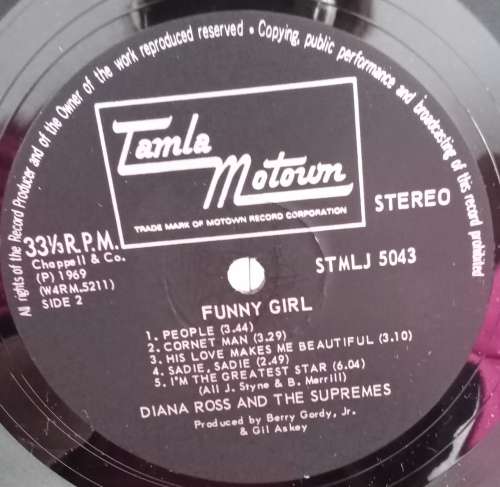 All rights of the Record Producer and of the Owner of the work reproduced reserved • Copying, public performance and broadcasting of this record prohibited
Tamla
Motown
TRADE MARK OF MOTOWN RECORD CORPORATION
STEREO
33⅓ R.P.M.
Chappell & Co.
(P) 1969
(W4RM.5211)
SIDE 2
STMLJ 5043
FUNNY GIRL
1. PEOPLE (3.44)
2. CORNET MAN (3.29)
3. HIS LOVE MAKES ME BEAUTIFUL (3.10)
4. SADIE, SADIE (2.49)
5. I'M THE GREATEST STAR (6.04)
(All J. Styne & B. Merrill)
DIANA ROSS AND THE SUPREMES
Produced by Berry Gordy, Jr.
& Gil Askey